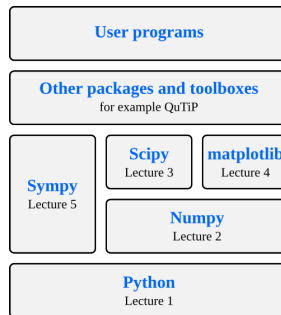 User programs
Other packages and toolboxes
for example QuTiP
Scipy
Lecture 3
matplotlib
Lecture 4
Sympy
Lecture 5
Numpy
Lecture 2
Python
Lecture 1